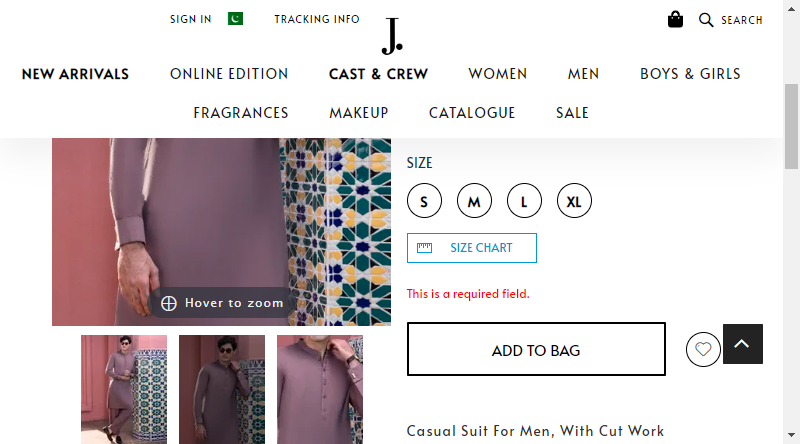 SIGN IN
TRACKING INFO
J.
SEARCH
NEW ARRIVALS
ONLINE EDITION
CAST & CREW
WOMEN
MEN
BOYS & GIRLS
FRAGRANCES
MAKEUP
CATALOGUE
SALE
SIZE
S
M
L
XL
SIZE CHART
This is a required field.
Hover to zoom
ADD TO BAG
Casual Suit For Men, With Cut Work